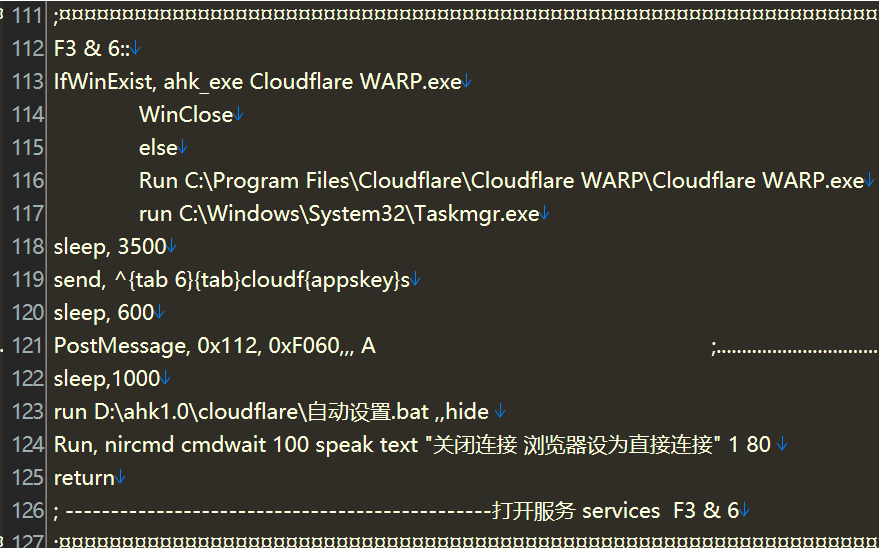 111 ;¤¤¤¤¤¤¤¤¤¤¤¤¤¤¤¤¤¤¤¤¤¤¤¤¤¤¤¤¤¤¤¤¤¤¤¤¤¤¤¤¤¤¤¤¤¤¤¤¤¤¤¤¤¤¤¤¤¤¤¤¤¤¤¤¤¤¤¤¤¤
112 F3 & 6::↓
113 IfWinExist, ahk_exe Cloudflare WARP.exe↓
114 WinClose↓
115 else↓
116 Run C:\Program Files\Cloudflare\Cloudflare WARP\Cloudflare WARP.exe↓
117 run C:\Windows\System32\Taskmgr.exe↓
118 sleep, 3500↓
119 send, ^{tab 6}{tab}cloudf{appskey}s↓
120 sleep, 600↓
121 PostMessage, 0x112, 0xF060,,, A ;...............................
122 sleep,1000↓
123 run D:\ahk1.0\cloudflare\自动设置.bat ,,hide ↓
124 Run, nircmd cmdwait 100 speak text "关闭连接 浏览器设为直接连接" 1 80 ↓
125 return↓
126 ; -----------------------------------------------打开服务 services F3 & 6↓
127 ;¤¤¤¤¤¤¤¤¤¤¤¤¤¤¤¤¤¤¤¤¤¤¤¤¤¤¤¤¤¤¤¤¤¤¤¤¤¤¤¤¤¤¤¤¤¤¤¤¤¤¤¤¤¤¤¤¤¤¤¤¤¤¤¤¤¤¤¤¤¤